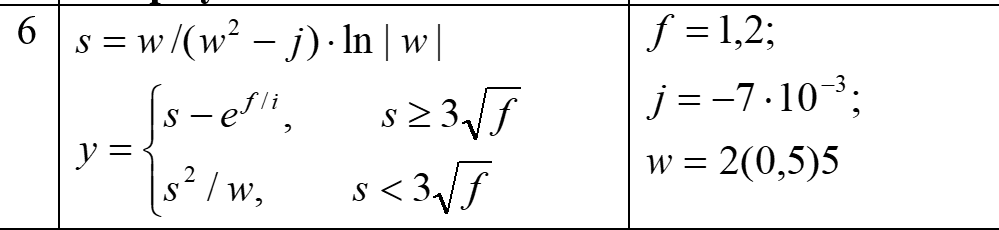 6
s = w /(w² − j) · ln | w |
y = { s − e^{f/i},    s ≥ 3√f
s² / w,    s < 3√f
f = 1,2;
j = −7 · 10⁻³;
w = 2(0,5)5